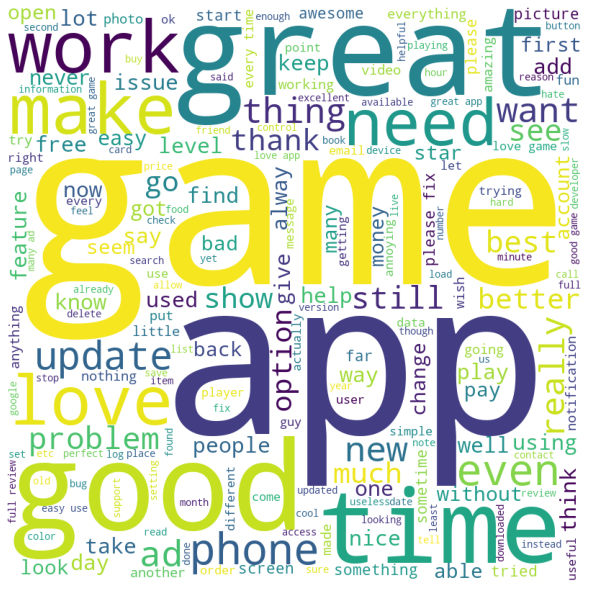 open
lot
photo
ok
start
awesome
everything
picture
second
enough
playing
point
please
button
buy
helpful
work
great
every time
hour
amazing
first
reason
never
issue
information
said
keep
video
add
fun
working
excellent
available
hate
make
great game
thing
need
want
see
slow
try
free
easy
friend
control
thank
great app
love game
right
level
card
book
star
email
device
let
account
developer
page
love app
now
go
find
price
game
trying
every
feel
got
food
check
bad
message
many
getting
money
annoying
live
please fix
number
hard
best
good game
feature
many ad
seem
say
search
yet
give alway
minute
call
know
use
used
show
help
still
load
better
full
already
allow
delete
put
version
wish
anything
little
actually
data
though
update
back
option
app
far
way
change
going
us
play
list
stop
nothing
save
item
year
user
pay
really
notification
google
love
player
fix
guy
simple
note
set
etc
perfect
log
place
found
problem
people
new
well
using
contact
full review
old
bug
setting
good
different
much
one
even
sometime
without
review
easy use
support
month
come
updated
uselessdate
least
tell
think
useful
color
read
cool
looking
time
downloaded
instead
take
ad
done
phone
access
nice
made
able
tried
look
day
another
order
screen
sure
something